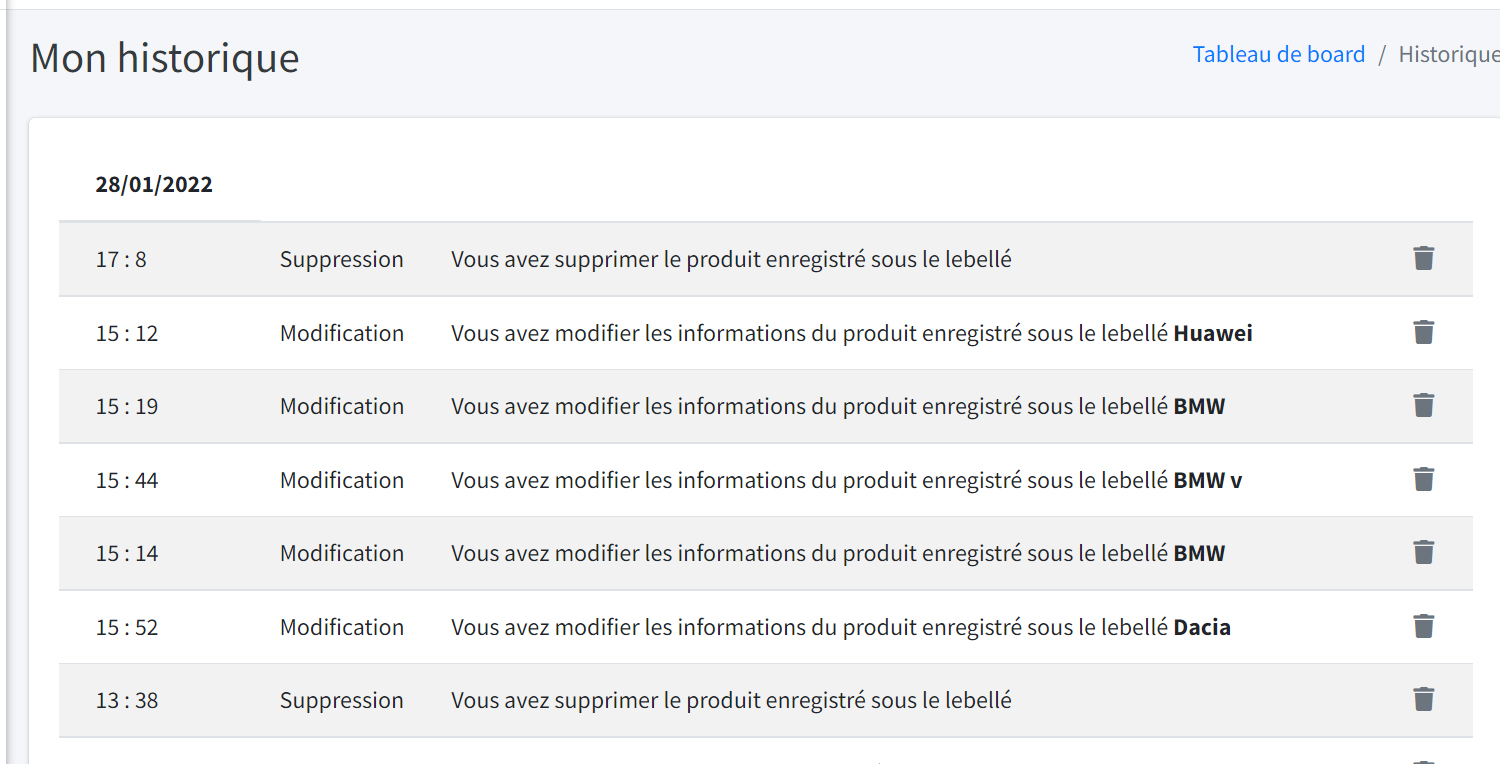 Mon historique
Tableau de board / Historique
28/01/2022
17 : 8 Suppression Vous avez supprimer le produit enregistré sous le lebellé
15 : 12 Modification Vous avez modifier les informations du produit enregistré sous le lebellé Huawei
15 : 19 Modification Vous avez modifier les informations du produit enregistré sous le lebellé BMW
15 : 44 Modification Vous avez modifier les informations du produit enregistré sous le lebellé BMW v
15 : 14 Modification Vous avez modifier les informations du produit enregistré sous le lebellé BMW
15 : 52 Modification Vous avez modifier les informations du produit enregistré sous le lebellé Dacia
13 : 38 Suppression Vous avez supprimer le produit enregistré sous le lebellé